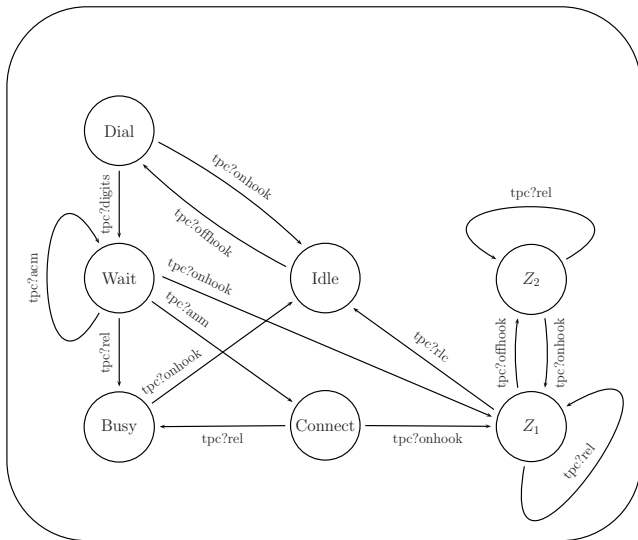 Dial
tpc?onhook
tpc?digits
tpc?rel
tpc?offhook
tpc?acm
Wait
tpc?onhook
Idle
Z2
tpc?anm
tpc?rel
tpc?onhook
tpc?rlc
tpc?offhook
tpc?onhook
Busy
tpc?rel
Connect
tpc?onhook
Z1
tpc?rel